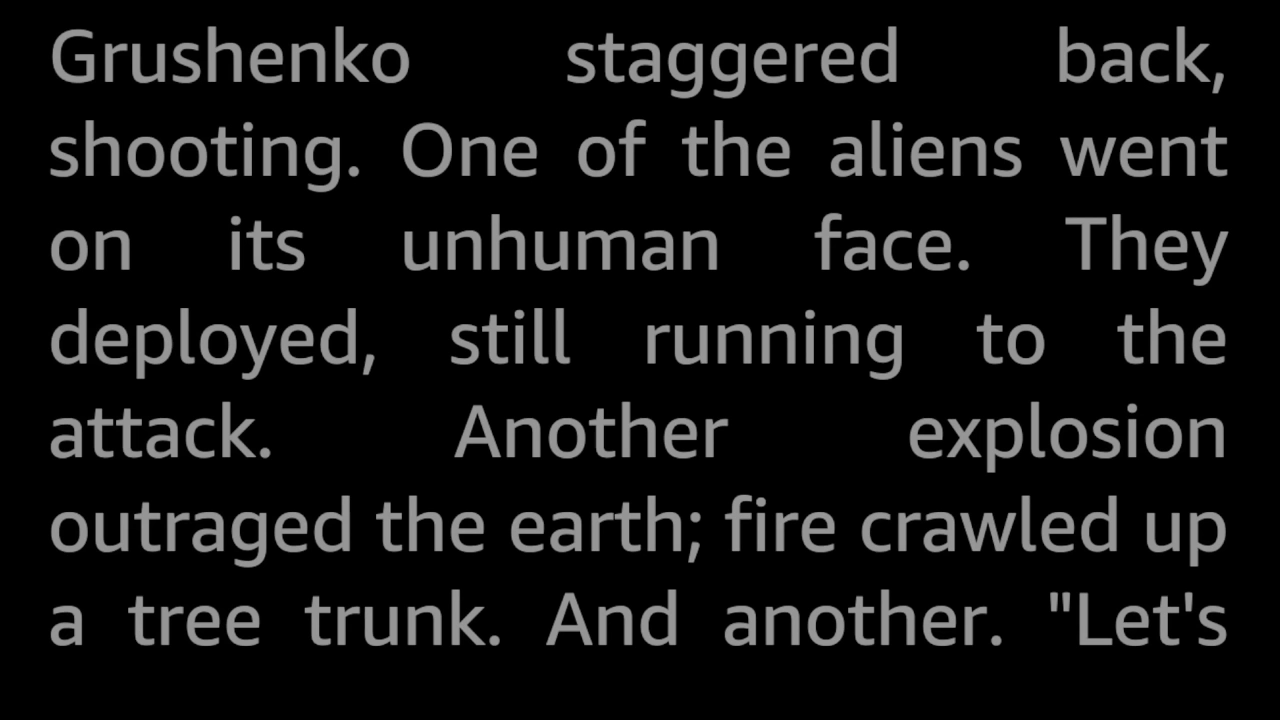 Grushenko staggered back,
shooting. One of the aliens went
on its unhuman face. They
deployed, still running to the
attack. Another explosion
outraged the earth; fire crawled up
a tree trunk. And another. "Let's